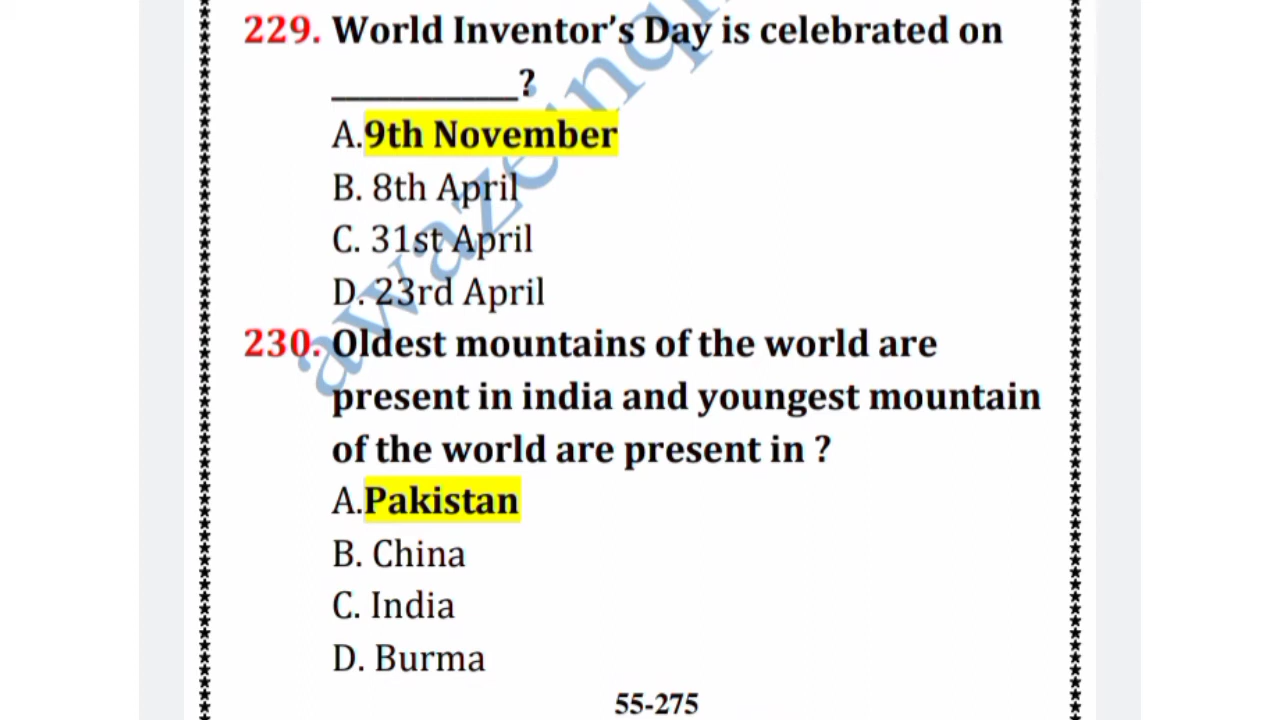 229. World Inventor's Day is celebrated on
___________?
A.9th November
B. 8th April
C. 31st April
D. 23rd April
230. Oldest mountains of the world are
present in india and youngest mountain
of the world are present in ?
A.Pakistan
B. China
C. India
D. Burma
55-275